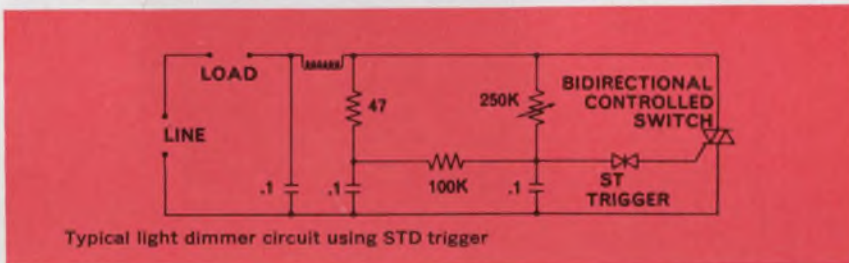 LOAD
LINE
47
250K
BIDIRECTIONAL
CONTROLLED
SWITCH
100K
.1
.1
.1
ST
TRIGGER
Typical light dimmer circuit using STD trigger